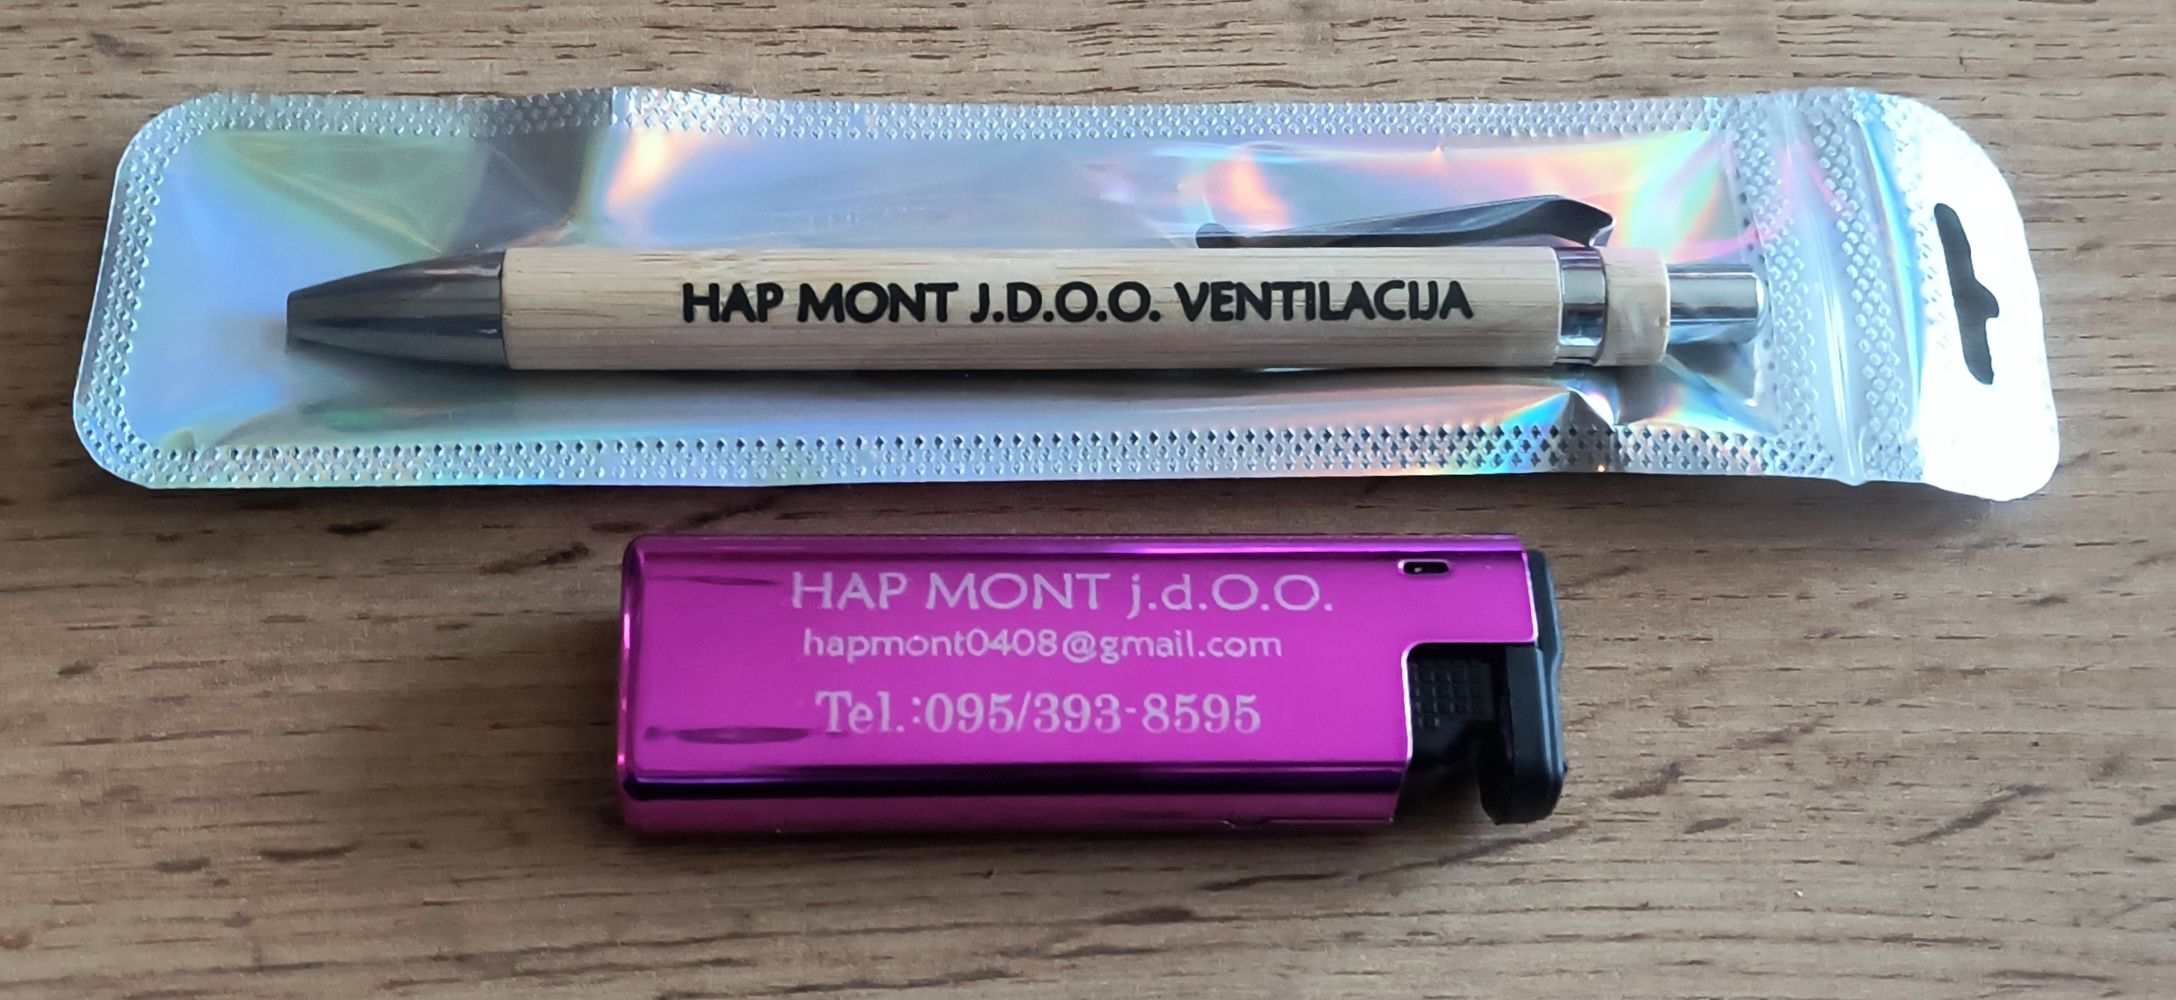 HAP MONT J.D.O.O. VENTILACIJA
HAP MONT j.d.O.O.
hapmont0408@gmail.com
Tel.:095/393-8595